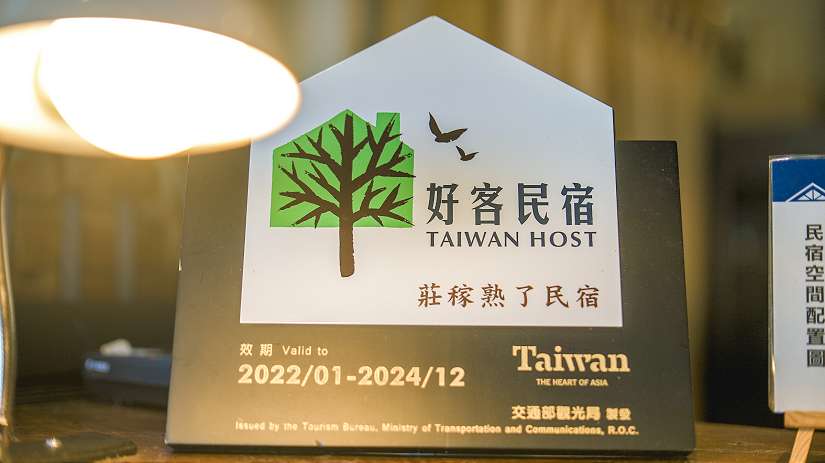 好客民宿
TAIWAN HOST
莊稼熟了民宿
效期 Valid to
2022/01-2024/12
Taiwan
THE HEART OF ASIA
交通部觀光局 製發
Issued by the Tourism Bureau, Ministry of Transportation and Communications, R.O.C.
民宿空間配置圖